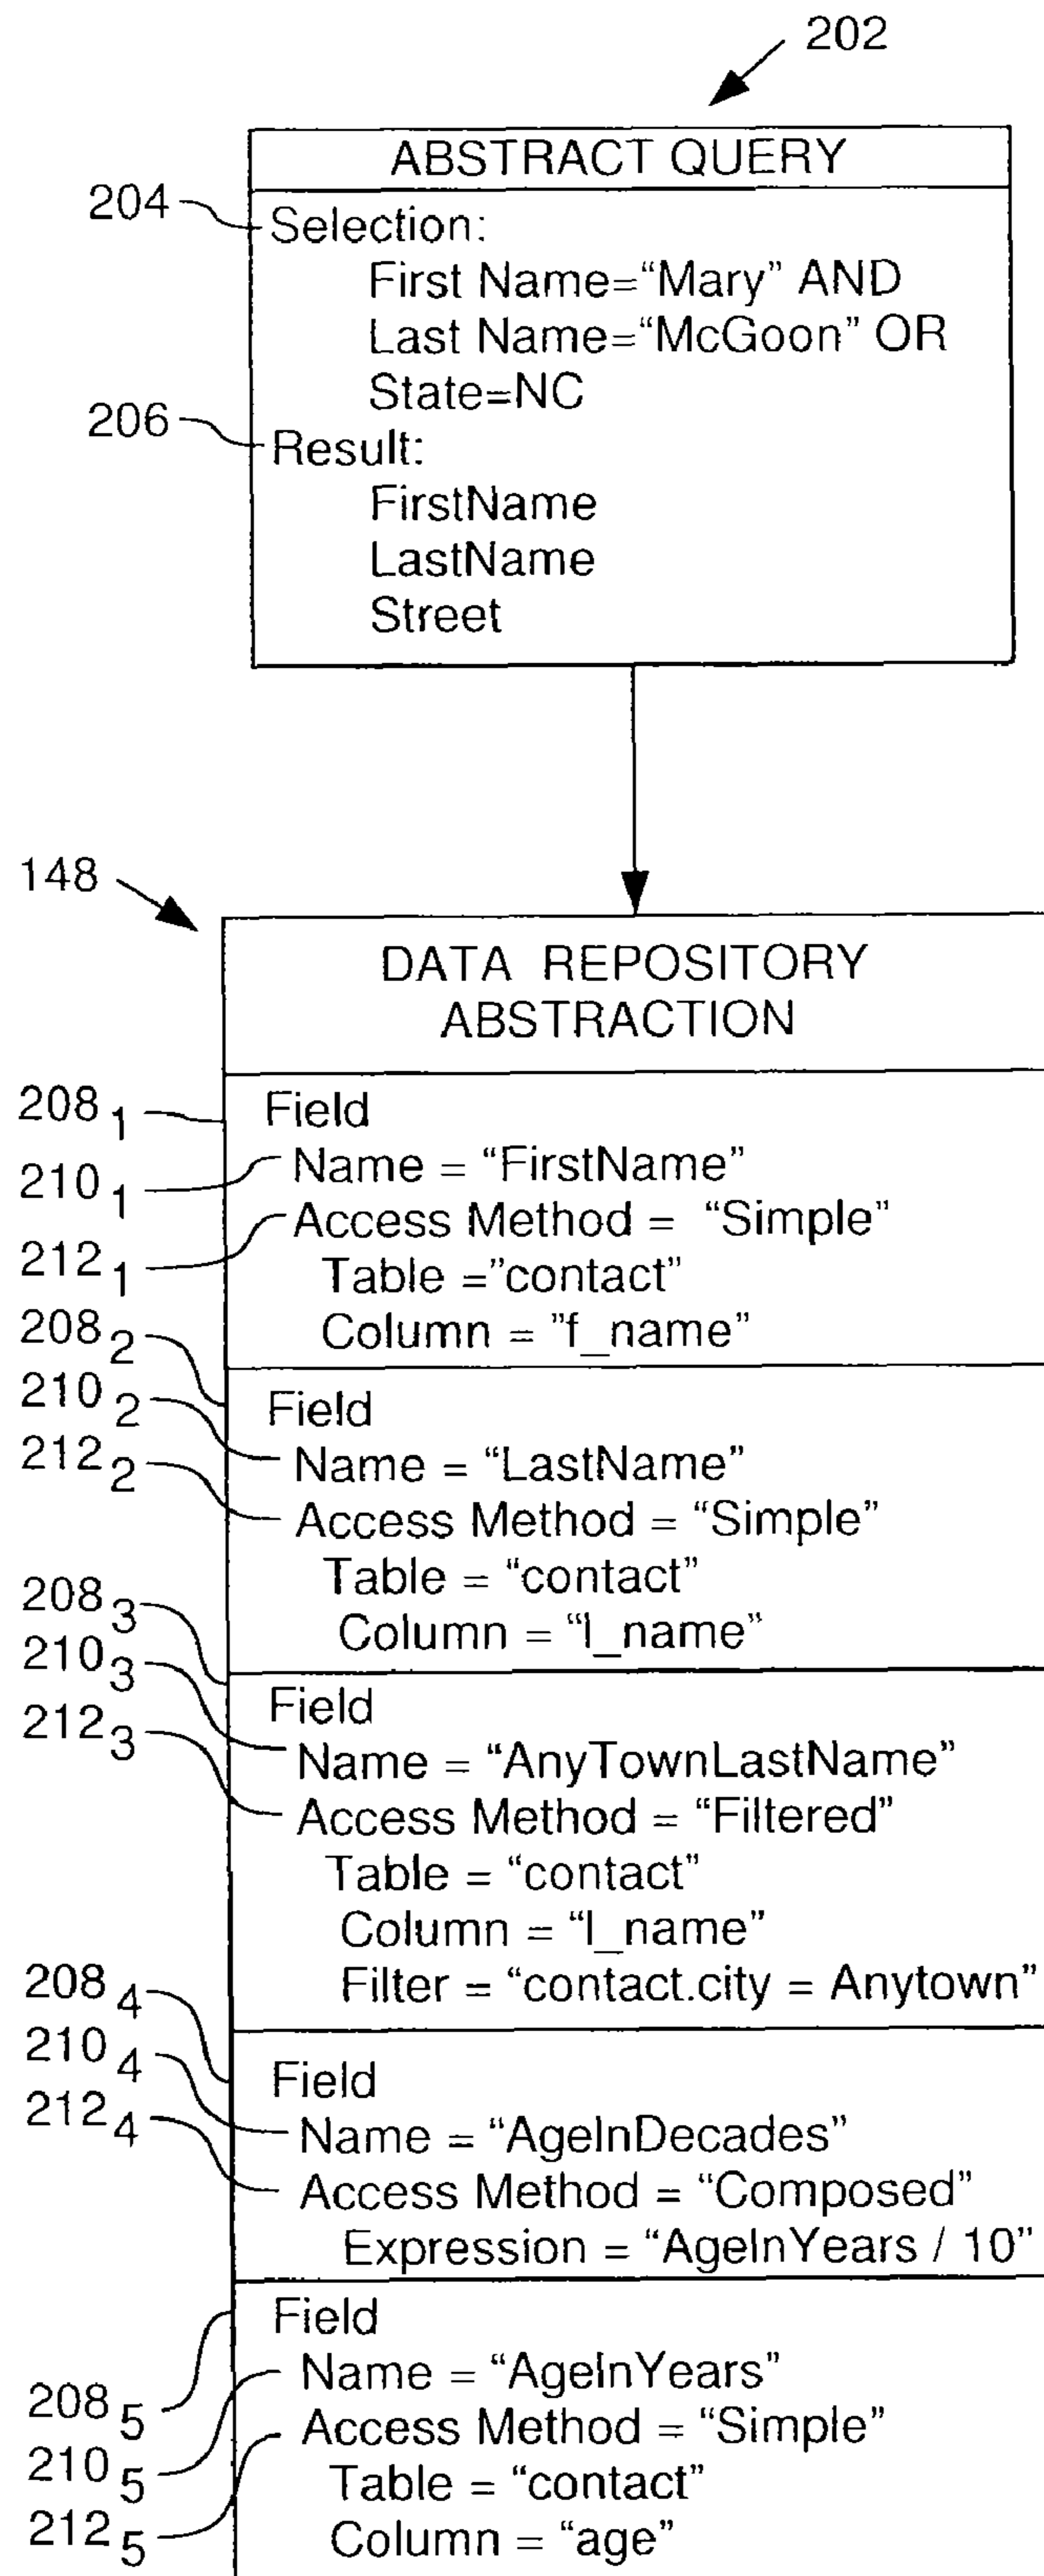 202
ABSTRACT QUERY
204
Selection:
First Name=“Mary” AND
Last Name=“McGoon” OR
State=NC
206
Result:
FirstName
LastName
Street
148
DATA REPOSITORY
ABSTRACTION
208 1
Field
210 1
Name = “FirstName”
212 1
Access Method = “Simple”
Table =”contact”
Column = ”f_name”
208 2
Field
210 2
Name = “LastName”
212 2
Access Method = “Simple”
Table = “contact”
Column = “l_name”
208 3
Field
210 3
Name = “AnyTownLastName”
212 3
Access Method = “Filtered”
Table = “contact”
Column = “l_name”
Filter = “contact.city = Anytown”
208 4
Field
210 4
Name = “AgeInDecades”
212 4
Access Method = “Composed”
Expression = “AgeInYears / 10”
208 5
Field
210 5
Name = “AgeInYears”
212 5
Access Method = “Simple”
Table = “contact”
Column = “age”